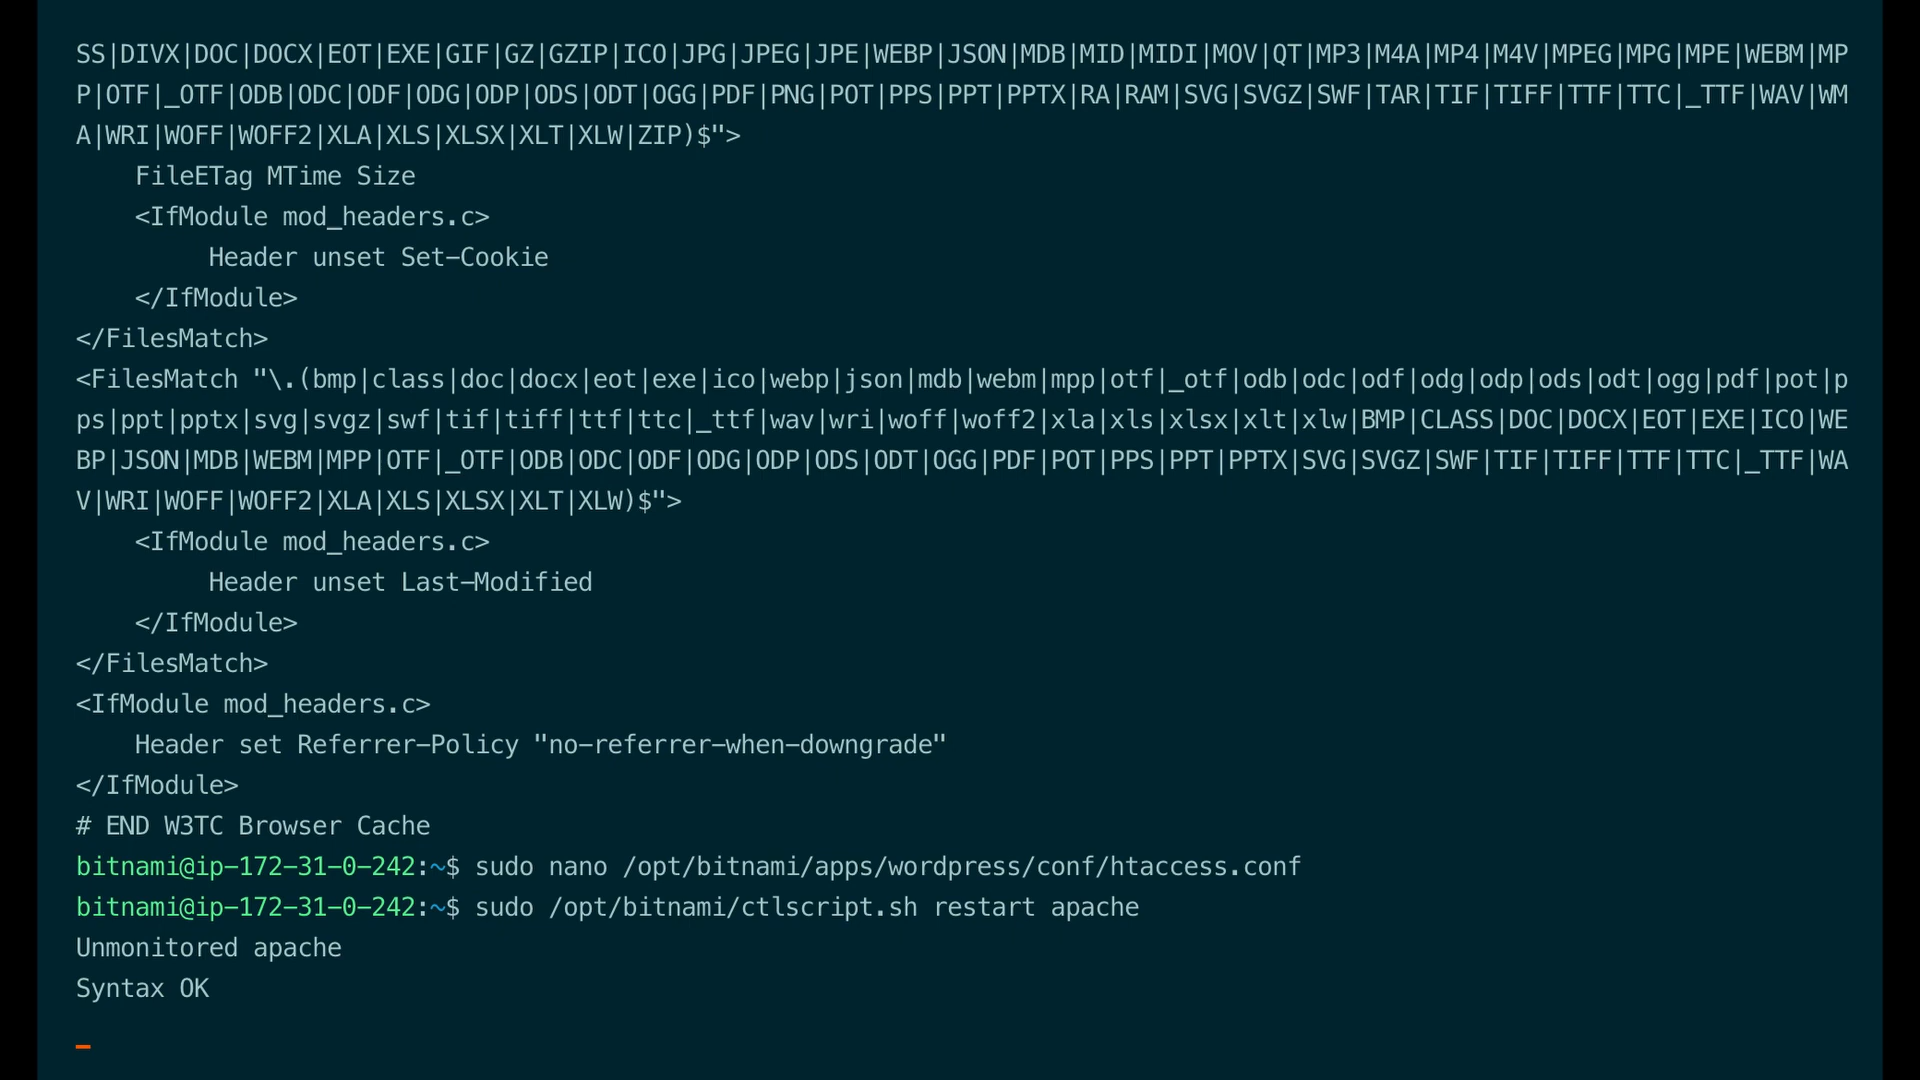 SS|DIVX|DOC|DOCX|EOT|EXE|GIF|GZ|GZIP|ICO|JPG|JPEG|JPE|WEBP|JSON|MDB|MID|MIDI|MOV|QT|MP3|M4A|MP4|M4V|MPEG|MPG|MPE|WEBM|MP
P|OTF|_OTF|ODB|ODC|ODF|ODG|ODP|ODS|ODT|OGG|PDF|PNG|POT|PPS|PPT|PPTX|RA|RAM|SVG|SVGZ|SWF|TAR|TIF|TIFF|TTF|TTC|_TTF|WAV|WM
A|WRI|WOFF|WOFF2|XLA|XLS|XLSX|XLT|XLW|ZIP)$">
    FileETag MTime Size
    <IfModule mod_headers.c>
         Header unset Set-Cookie
    </IfModule>
</FilesMatch>
<FilesMatch "\.(bmp|class|doc|docx|eot|exe|ico|webp|json|mdb|webm|mpp|otf|_otf|odb|odc|odf|odg|odp|ods|odt|ogg|pdf|pot|p
ps|ppt|pptx|svg|svgz|swf|tif|tiff|ttf|ttc|_ttf|wav|wri|woff|woff2|xla|xls|xlsx|xlt|xlw|BMP|CLASS|DOC|DOCX|EOT|EXE|ICO|WE
BP|JSON|MDB|WEBM|MPP|OTF|_OTF|ODB|ODC|ODF|ODG|ODP|ODS|ODT|OGG|PDF|POT|PPS|PPT|PPTX|SVG|SVGZ|SWF|TIF|TIFF|TTF|TTC|_TTF|WA
V|WRI|WOFF|WOFF2|XLA|XLS|XLSX|XLT|XLW)$">
    <IfModule mod_headers.c>
         Header unset Last-Modified
    </IfModule>
</FilesMatch>
<IfModule mod_headers.c>
    Header set Referrer-Policy "no-referrer-when-downgrade"
</IfModule>
# END W3TC Browser Cache
bitnami@ip-172-31-0-242:~$ sudo nano /opt/bitnami/apps/wordpress/conf/htaccess.conf
bitnami@ip-172-31-0-242:~$ sudo /opt/bitnami/ctlscript.sh restart apache
Unmonitored apache
Syntax OK